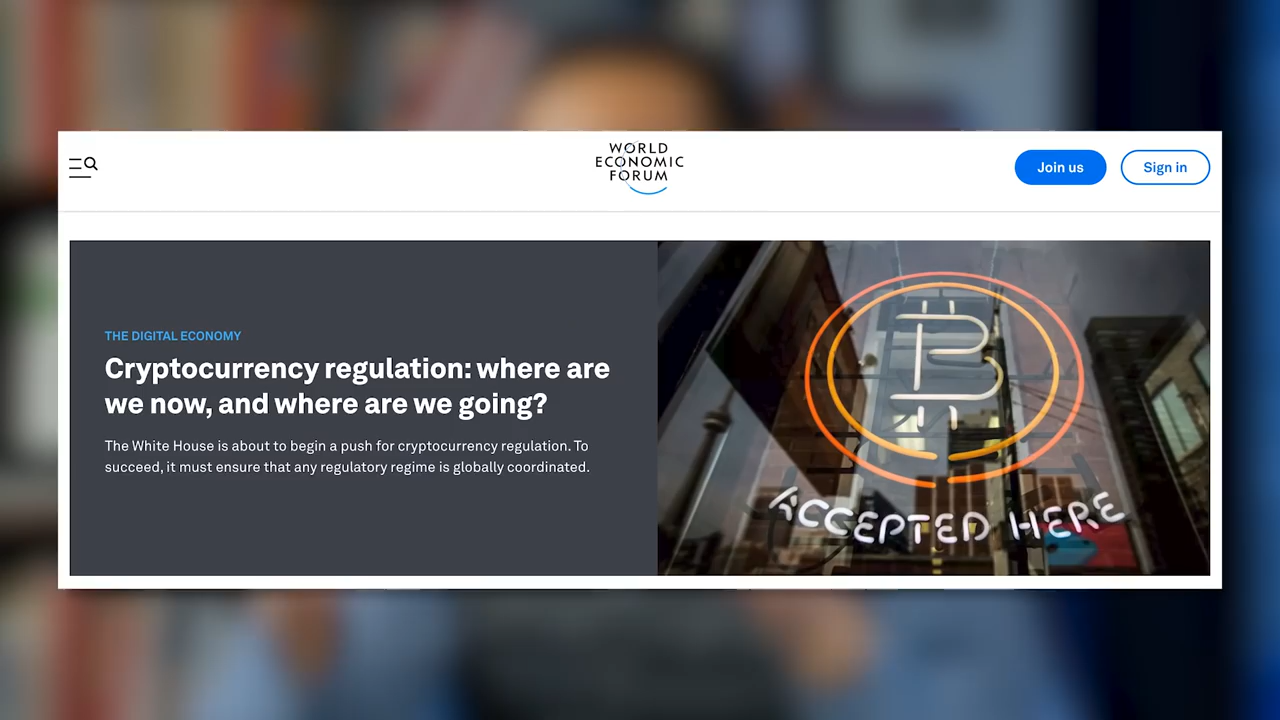 WORLD
ECONOMIC
FORUM
Join us
Sign in
THE DIGITAL ECONOMY
Cryptocurrency regulation: where are
we now, and where are we going?
The White House is about to begin a push for cryptocurrency regulation. To
succeed, it must ensure that any regulatory regime is globally coordinated.
ACCEPTED HERE